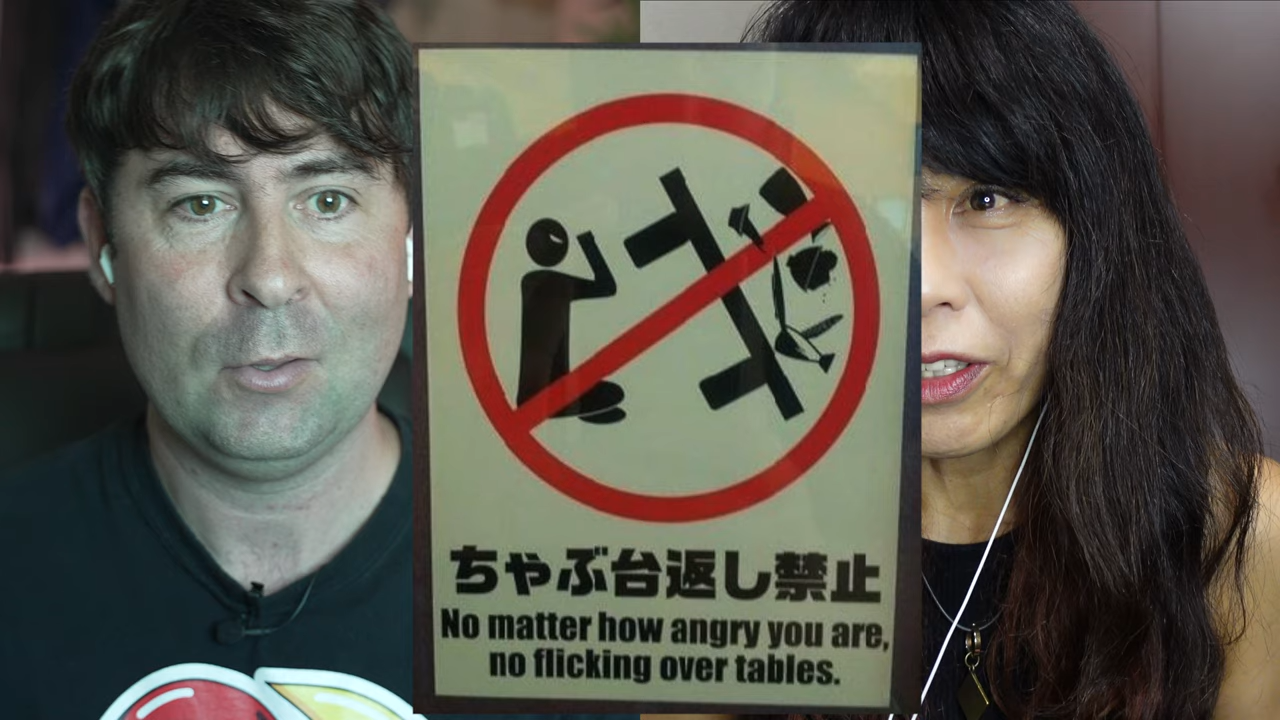 ちゃぶ台返し禁止
No matter how angry you are,
no flicking over tables.